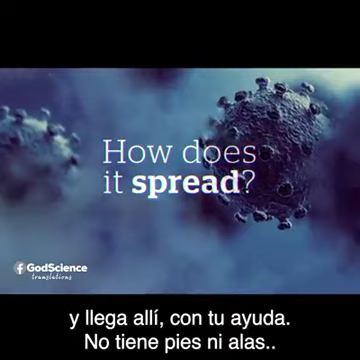 How does
it spread?
GodScience
translations
y llega allí, con tu ayuda.
No tiene pies ni alas..